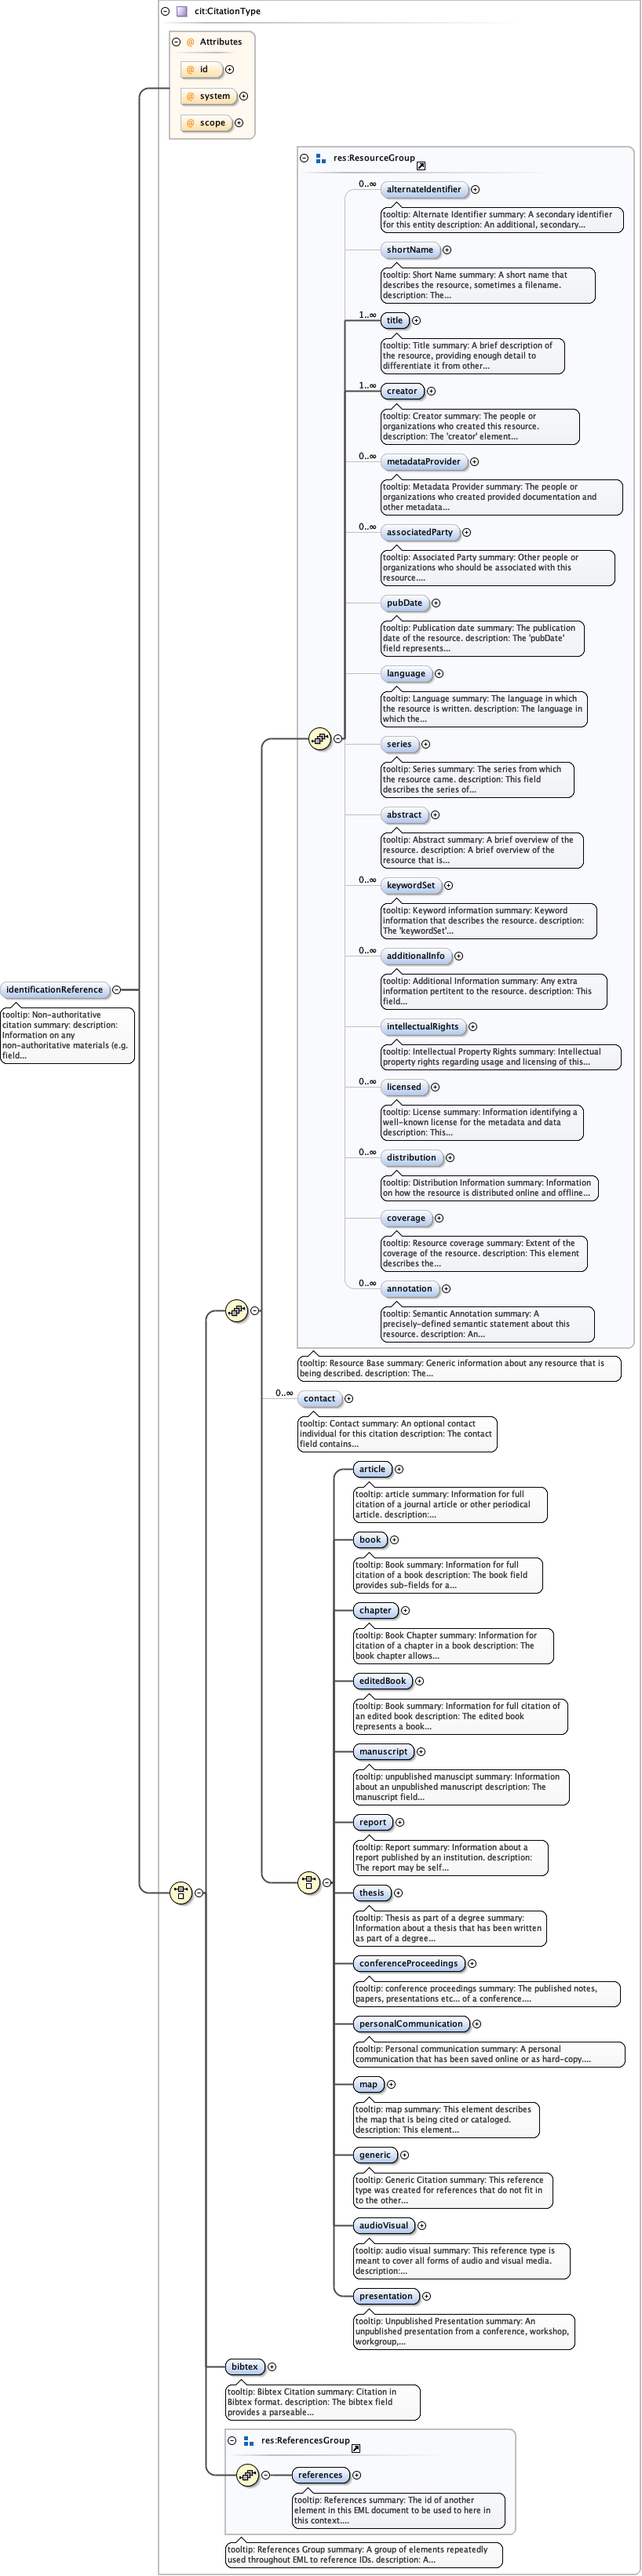 cit:CitationType
@ Attributes
@ id
@ system
@ scope
res:ResourceGroup
0..∞
alternateIdentifier
tooltip: Alternate Identifier summary: A secondary identifier
for this entity description: An additional, secondary...
shortName
tooltip: Short Name summary: A short name that
describes the resource, sometimes a filename.
description: The...
1..∞
title
tooltip: Title summary: A brief description of
the resource, providing enough detail to
differentiate it from other...
1..∞
creator
tooltip: Creator summary: The people or
organizations who created this resource.
description: The 'creator' element...
0..∞
metadataProvider
tooltip: Metadata Provider summary: The people or
organizations who created provided documentation and
other metadata...
0..∞
associatedParty
tooltip: Associated Party summary: Other people or
organizations who should be associated with this
resource....
pubDate
tooltip: Publication date summary: The publication
date of the resource. description: The 'pubDate'
field represents...
language
tooltip: Language summary: The language in which
the resource is written. description: The language in
which the...
series
tooltip: Series summary: The series from which
the resource came. description: This field
describes the series of...
abstract
tooltip: Abstract summary: A brief overview of the
resource. description: A brief overview of the
resource that is...
0..∞
keywordSet
tooltip: Keyword information summary: Keyword
information that describes the resource. description:
The 'keywordSet'...
0..∞
additionalInfo
tooltip: Additional Information summary: Any extra
information pertitent to the resource. description: This
field...
intellectualRights
tooltip: Intellectual Property Rights summary: Intellectual
property rights regarding usage and licensing of this...
0..∞
licensed
tooltip: License summary: Information identifying a
well-known license for the metadata and data
description: This...
0..∞
distribution
tooltip: Distribution Information summary: Information
on how the resource is distributed online and offline...
coverage
tooltip: Resource coverage summary: Extent of the
coverage of the resource. description: This element
describes the...
0..∞
annotation
tooltip: Semantic Annotation summary: A
precisely-defined semantic statement about this
resource. description: An...
tooltip: Resource Base summary: Generic information about any resource that is
being described. description: The...
identificationReference
tooltip: Non-authoritative
citation summary: description:
Information on any
non-authoritative materials (e.g.
field...
0..∞
contact
tooltip: Contact summary: An optional contact
individual for this citation description: The contact
field contains...
article
tooltip: article summary: Information for full
citation of a journal article or other periodical
article. description:...
book
tooltip: Book summary: Information for full
citation of a book description: The book field
provides sub-fields for a...
chapter
tooltip: Book Chapter summary: Information for
citation of a chapter in a book description: The
book chapter allows...
editedBook
tooltip: Book summary: Information for full citation of
an edited book description: The edited book
represents a book...
manuscript
tooltip: unpublished manuscipt summary: Information
about an unpublished manuscript description: The
manuscript field...
report
tooltip: Report summary: Information about a
report published by an institution. description:
The report may be self...
thesis
tooltip: Thesis as part of a degree summary:
Information about a thesis that has been written
as part of a degree...
conferenceProceedings
tooltip: conference proceedings summary: The published notes,
papers, presentations etc... of a conference....
personalCommunication
tooltip: Personal communication summary: A personal
communication that has been saved online or as hard-copy....
map
tooltip: map summary: This element describes
the map that is being cited or cataloged.
description: This element...
generic
tooltip: Generic Citation summary: This reference
type was created for references that do not fit in
to the other...
audioVisual
tooltip: audio visual summary: This reference type is
meant to cover all forms of audio and visual media.
description:...
presentation
tooltip: Unpublished Presentation summary: An
unpublished presentation from a conference, workshop,
workgroup,...
bibtex
tooltip: Bibtex Citation summary: Citation in
Bibtex format. description: The bibtex field
provides a parseable...
res:ReferencesGroup
references
tooltip: References summary: The id of another
element in this EML document to be used to here in
this context....
tooltip: References Group summary: A group of elements repeatedly
used throughout EML to reference IDs. description: A...